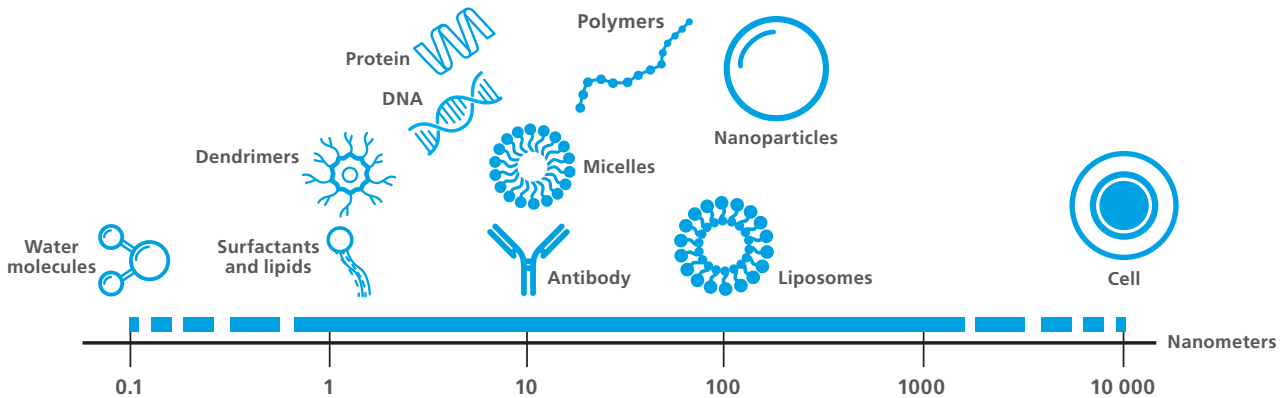 Polymers
Protein
DNA
Nanoparticles
Dendrimers
Micelles
Water
molecules
Surfactants
and lipids
Antibody
Liposomes
Cell
Nanometers
0.1
1
10
100
1000
10 000